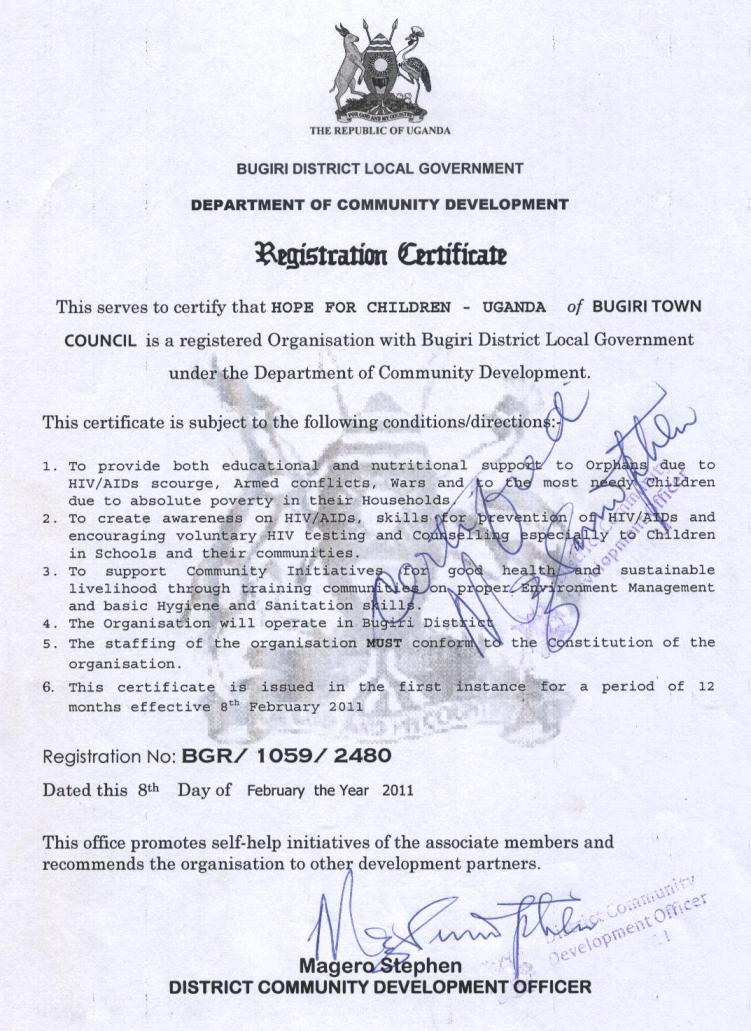 FOR GOD AND MY COUNTRY
THE REPUBLIC OF UGANDA
BUGIRI DISTRICT LOCAL GOVERNMENT
DEPARTMENT OF COMMUNITY DEVELOPMENT
Registration Certificate
This serves to certify that HOPE FOR CHILDREN - UGANDA of BUGIRI TOWN
COUNCIL is a registered Organisation with Bugiri District Local Government
under the Department of Community Development.
This certificate is subject to the following conditions/directions:-
1. To provide both educational and nutritional support to Orphans due to
HIV/AIDs scourge, Armed conflicts, Wars and to the most needy Children
due to absolute poverty in their Households
2. To create awareness on HIV/AIDs, skills for prevention of HIV/AIDs and
encouraging voluntary HIV testing and Counselling especially to Children
in Schools and their communities.
3. To support Community Initiatives for good health and sustainable
livelihood through training communities on proper Environment Management
and basic Hygiene and Sanitation skills.
4. The Organisation will operate in Bugiri District
5. The staffing of the organisation MUST conform to the Constitution of the
organisation.
6. This certificate is issued in the first instance for a period of 12
months effective 8th February 2011
Certified
Registration No: BGR/ 1059/ 2480
Dated this 8th Day of February the Year 2011
This office promotes self-help initiatives of the associate members and
recommends the organisation to other development partners.
District Community
Development Officer
Magero Stephen
DISTRICT COMMUNITY DEVELOPMENT OFFICER